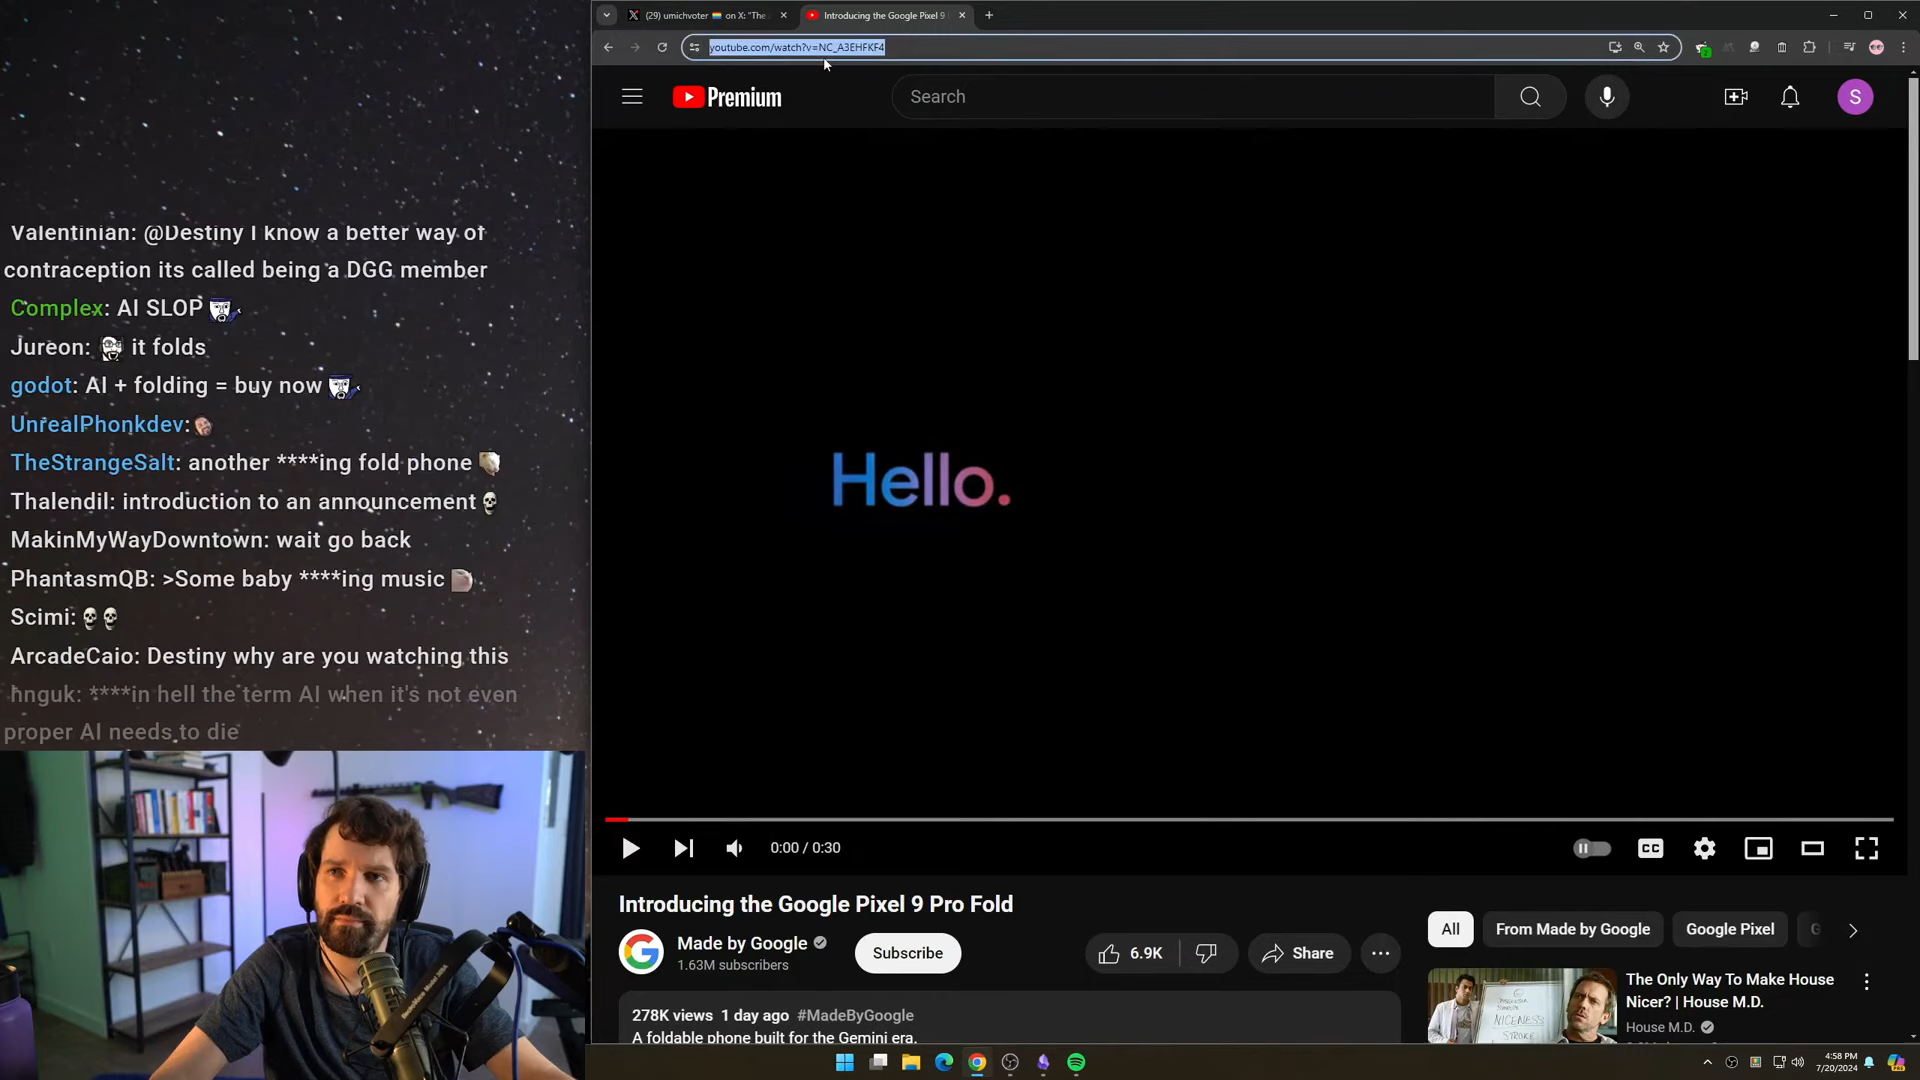 (29) umichvoter on X: "The
Introducing the Google Pixel 9
youtube.com/watch?v=NC_A3EHFKF4
Premium
Search
S
Valentinian: @Destiny I know a better way of
contraception its called being a DGG member
Complex: AI SLOP
Jureon: it folds
godot: AI + folding = buy now
UnrealPhonkdev:
TheStrangeSalt: another ****ing fold phone
Thalendil: introduction to an announcement
MakinMyWayDowntown: wait go back
PhantasmQB: >Some baby ****ing music
Scimi:
ArcadeCaio: Destiny why are you watching this
hnguk: ****in hell the term AI when it's not even
proper AI needs to die
Hello.
0:00 / 0:30
CC
Introducing the Google Pixel 9 Pro Fold
Made by Google
1.63M subscribers
Subscribe
6.9K
Share
All
From Made by Google
Google Pixel
G
278K views 1 day ago #MadeByGoogle
A foldable phone built for the Gemini era.
NICENESS
STROKE
The Only Way To Make House
Nicer? | House M.D.
House M.D.
4:58 PM
7/20/2024